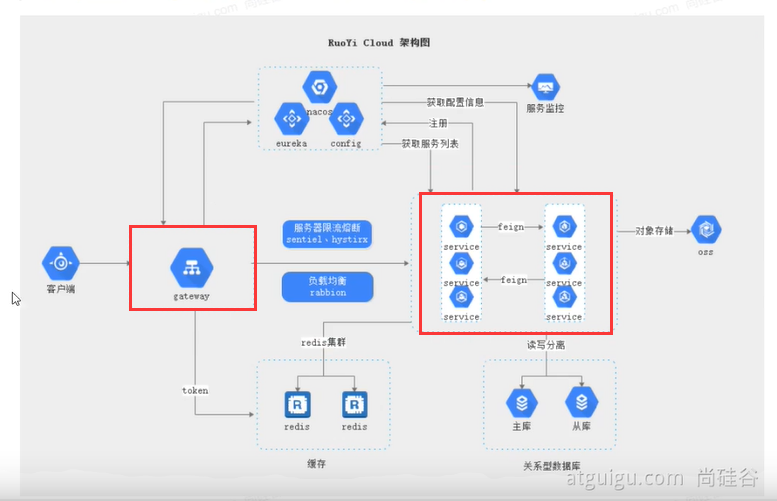 RuoYi Cloud 架构图
nacos
eureka
config
获取配置信息
服务监控
注册
获取服务列表
服务器限流熔断
sentiel、hystirx
负载均衡
rabbion
客户端
gateway
service
feign
service
service
feign
service
service
service
对象存储
oss
redis集群
读写分离
token
redis
redis
主库
从库
缓存
关系型数据库
atguigu.com 尚硅谷